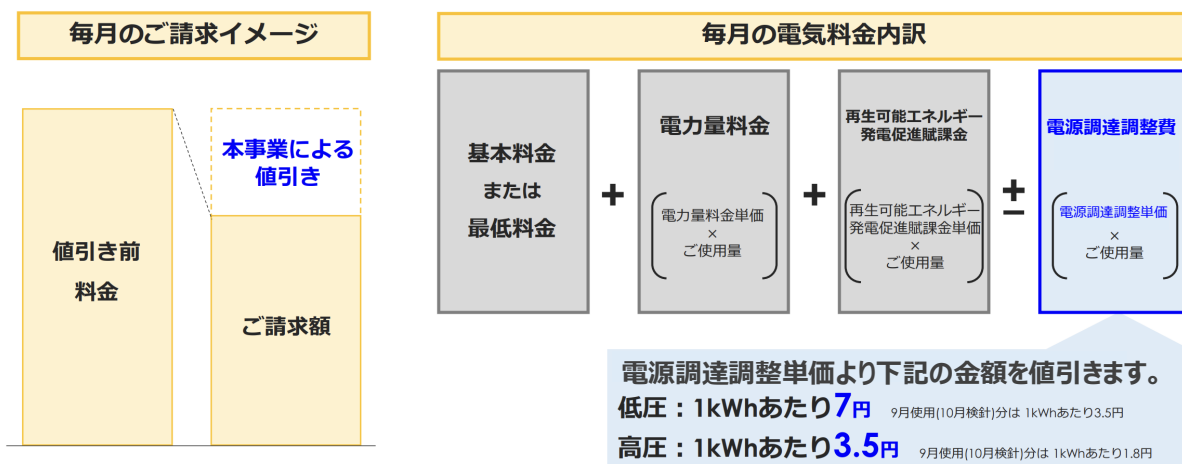 毎月のご請求イメージ
値引き前
料金
本事業による
値引き
ご請求額
毎月の電気料金内訳
基本料金
または
最低料金
+
電力量料金
電力量料金単価
×
ご使用量
+
再生可能エネルギー
発電促進賦課金
再生可能エネルギー
発電促進賦課金単価
×
ご使用量
±
電源調達調整費
電源調達調整単価
×
ご使用量
電源調達調整単価より下記の金額を値引きます。
低圧：1kWhあたり7円 9月使用(10月検針)分は 1kWhあたり3.5円
高圧：1kWhあたり3.5円 9月使用(10月検針)分は 1kWhあたり1.8円